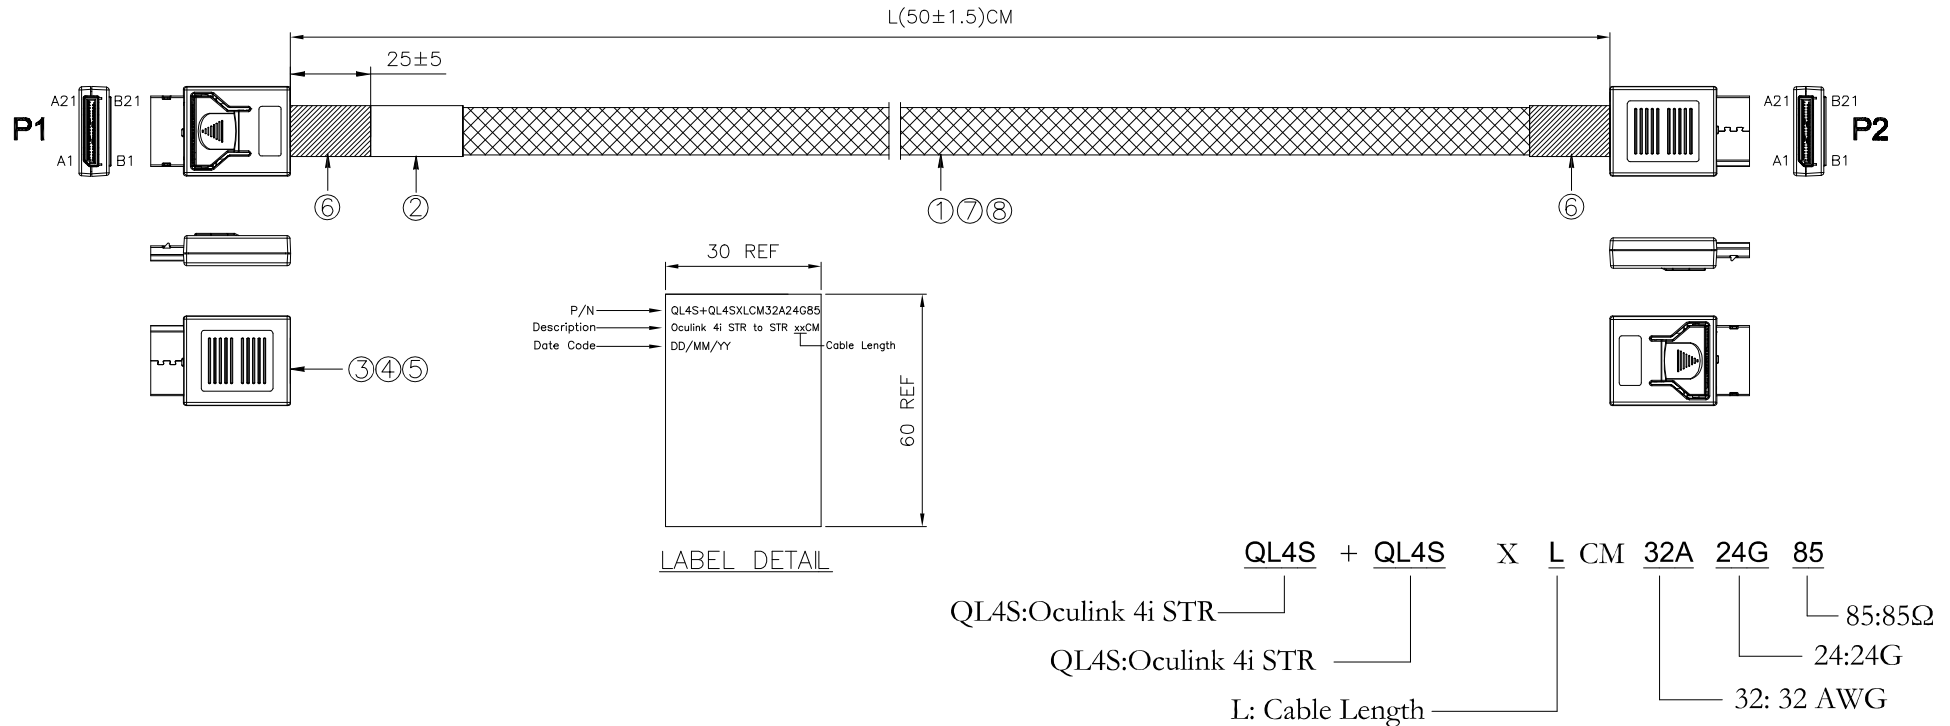 L(50±1.5)CM
25±5
P1
A21
B21
A1
B1
A21
B21
P2
A1
B1
⑥
②
①⑦⑧
⑥
③④⑤
30 REF
P/N
QL4S+QL4SXLCM32A24G85
Description
Oculink 4i STR to STR xxCM
Date Code
DD/MM/YY
Cable Length
60 REF
LABEL DETAIL
QL4S + QL4S X L CM 32A 24G 85
QL4S:Oculink 4i STR
85:85Ω
QL4S:Oculink 4i STR
24:24G
32: 32 AWG
L: Cable Length